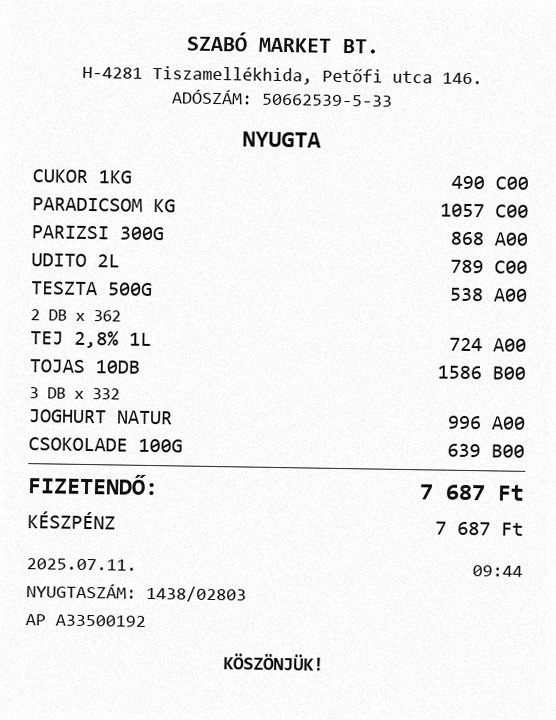 SZABÓ MARKET BT.
H-4281 Tiszamellékhida, Petőfi utca 146.
ADÓSZÁM: 50662539-5-33
NYUGTA
CUKOR 1KG 490 C00
PARADICSOM KG 1057 C00
PARIZSI 300G 868 A00
UDITO 2L 789 C00
TESZTA 500G 538 A00
2 DB x 362
TEJ 2,8% 1L 724 A00
TOJAS 10DB 1586 B00
3 DB x 332
JOGHURT NATUR 996 A00
CSOKOLADE 100G 639 B00
FIZETENDŐ: 7 687 Ft
KÉSZPÉNZ 7 687 Ft
2025.07.11. 09:44
NYUGTASZÁM: 1438/02803
AP A33500192
KÖSZÖNJÜK!